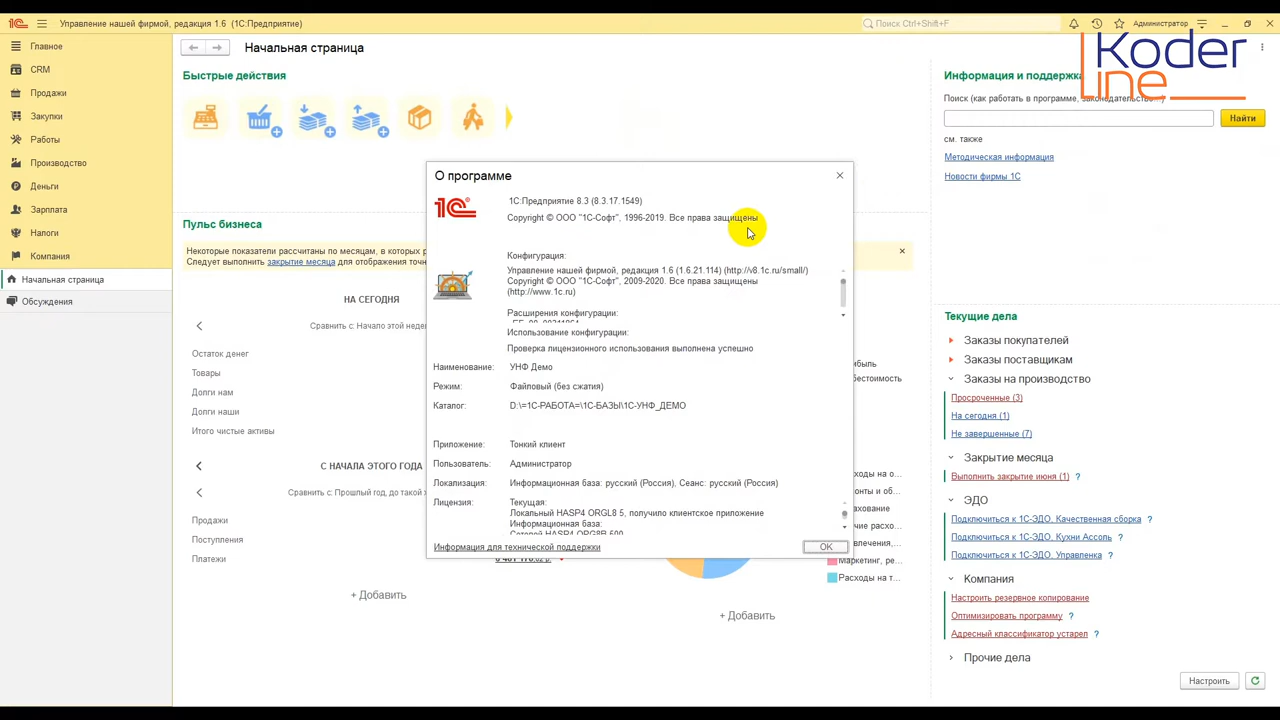 Управление нашей фирмой, редакция 1.6 (1С:Предприятие)
Поиск Ctrl+Shift+F
Администратор
Koder
line
Главное
CRM
Продажи
Закупки
Работы
Производство
Деньги
Зарплата
Налоги
Компания
Начальная страница
Обсуждения
Начальная страница
Быстрые действия
Пульс бизнеса
Некоторые показатели рассчитаны по месяцам, в которых
Следует выполнить закрытие месяца для отображения
НА СЕГОДНЯ
Сравнить с: Начало этой
Остаток денег
Товары
Долги нам
Долги наши
Итого чистые активы
С НАЧАЛА ЭТОГО ГОДА
Сравнить с: Прошлый год, до такой
Продажи
Поступления
Платежи
+ Добавить
+ Добавить
О программе
1С:Предприятие 8.3 (8.3.17.1549)
Copyright © ООО "1С-Софт", 1996-2019. Все права защищены
Конфигурация:
Управление нашей фирмой, редакция 1.6 (1.6.21.114) (http://v8.1c.ru/small/)
Copyright © ООО "1С-Софт", 2009-2020. Все права защищены
(http://www.1c.ru)
Расширения конфигурации:
Использование конфигурации:
Проверка лицензионного использования выполнена успешно
Наименование: УНФ Демо
Режим: Файловый (без сжатия)
Каталог: D:\=1С-РАБОТА=\1С-БАЗЫ\1С-УНФ_ДЕМО
Приложение: Тонкий клиент
Пользователь: Администратор
Локализация: Информационная база: русский (Россия), Сеанс: русский (Россия)
Лицензия: Текущая:
Локальный HASP4 ORGL8 5, получило клиентское приложение
Информационная база:
Информация для технической поддержки
OK
Маркетинг, ре...
Расходы на т...
Информация и поддержка
Поиск (как работать в программе, законодательство...)
Найти
см. также
Методическая информация
Новости фирмы 1С
Текущие дела
Заказы покупателей
Заказы поставщикам
Заказы на производство
Просроченные (3)
На сегодня (1)
Не завершенные (7)
Закрытие месяца
Выполнить закрытие июня (1) ?
ЭДО
Подключиться к 1С-ЭДО, Качественная сборка ?
Подключиться к 1С-ЭДО, Кухни Ассоль ?
Подключиться к 1С-ЭДО, Управленка ?
Компания
Настроить резервное копирование
Оптимизировать программу ?
Адресный классификатор устарел ?
Прочие дела
Настроить